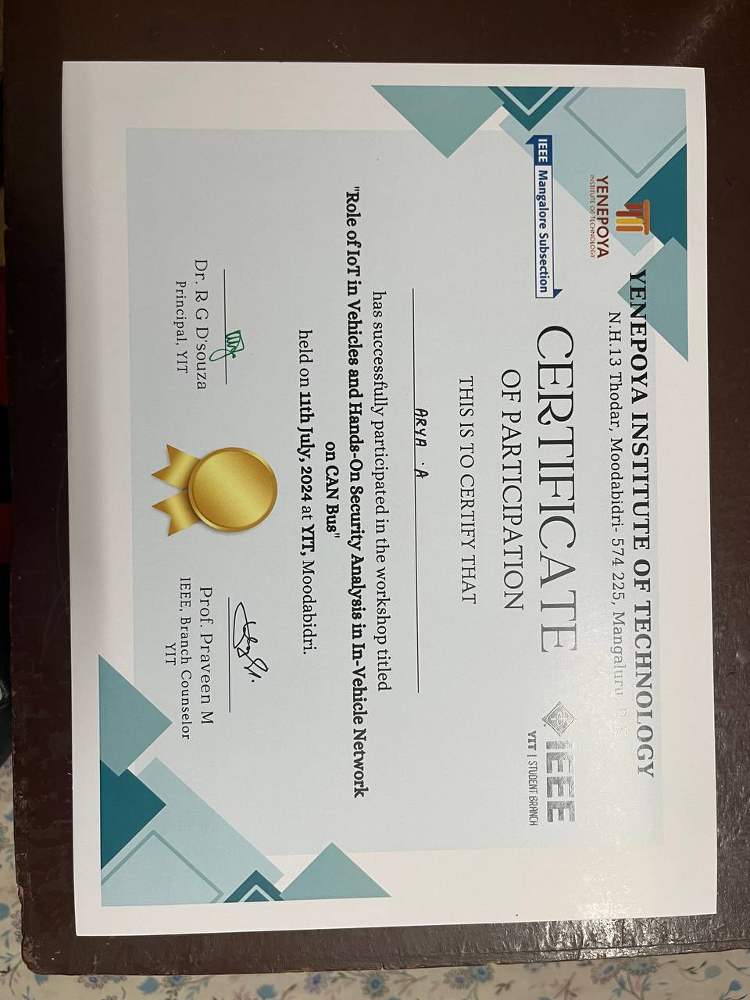 YENEPOYA INSTITUTE OF TECHNOLOGY
N.H.13 Thodar, Moodabidri- 574 225, Mangaluru, D.K
YENEPOYA
INSTITUTE OF TECHNOLOGY
IEEE Mangalore Subsection
IEEE
YIT | STUDENT BRANCH
CERTIFICATE
OF PARTICIPATION
THIS IS TO CERTIFY THAT
ARYA . A
has successfully participated in the workshop titled
"Role of IoT in Vehicles and Hands-On Security Analysis in In-Vehicle Network
on CAN Bus"
held on 11th July, 2024 at YIT, Moodabidri.
Dr. R G D'souza
Principal, YIT
Prof. Praveen M
IEEE, Branch Counselor
YIT